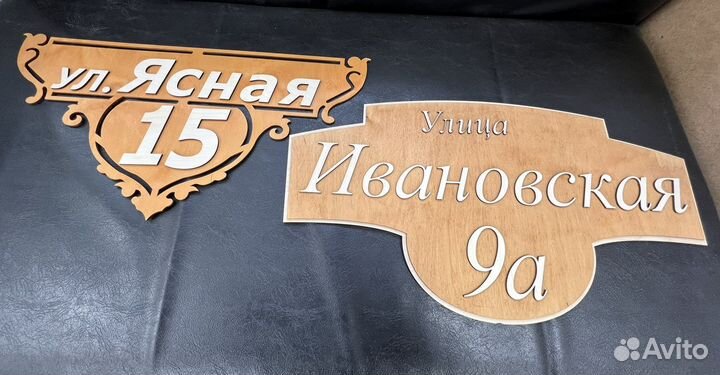 ул. Ясная
15
Улица
Ивановская
9а
Avito